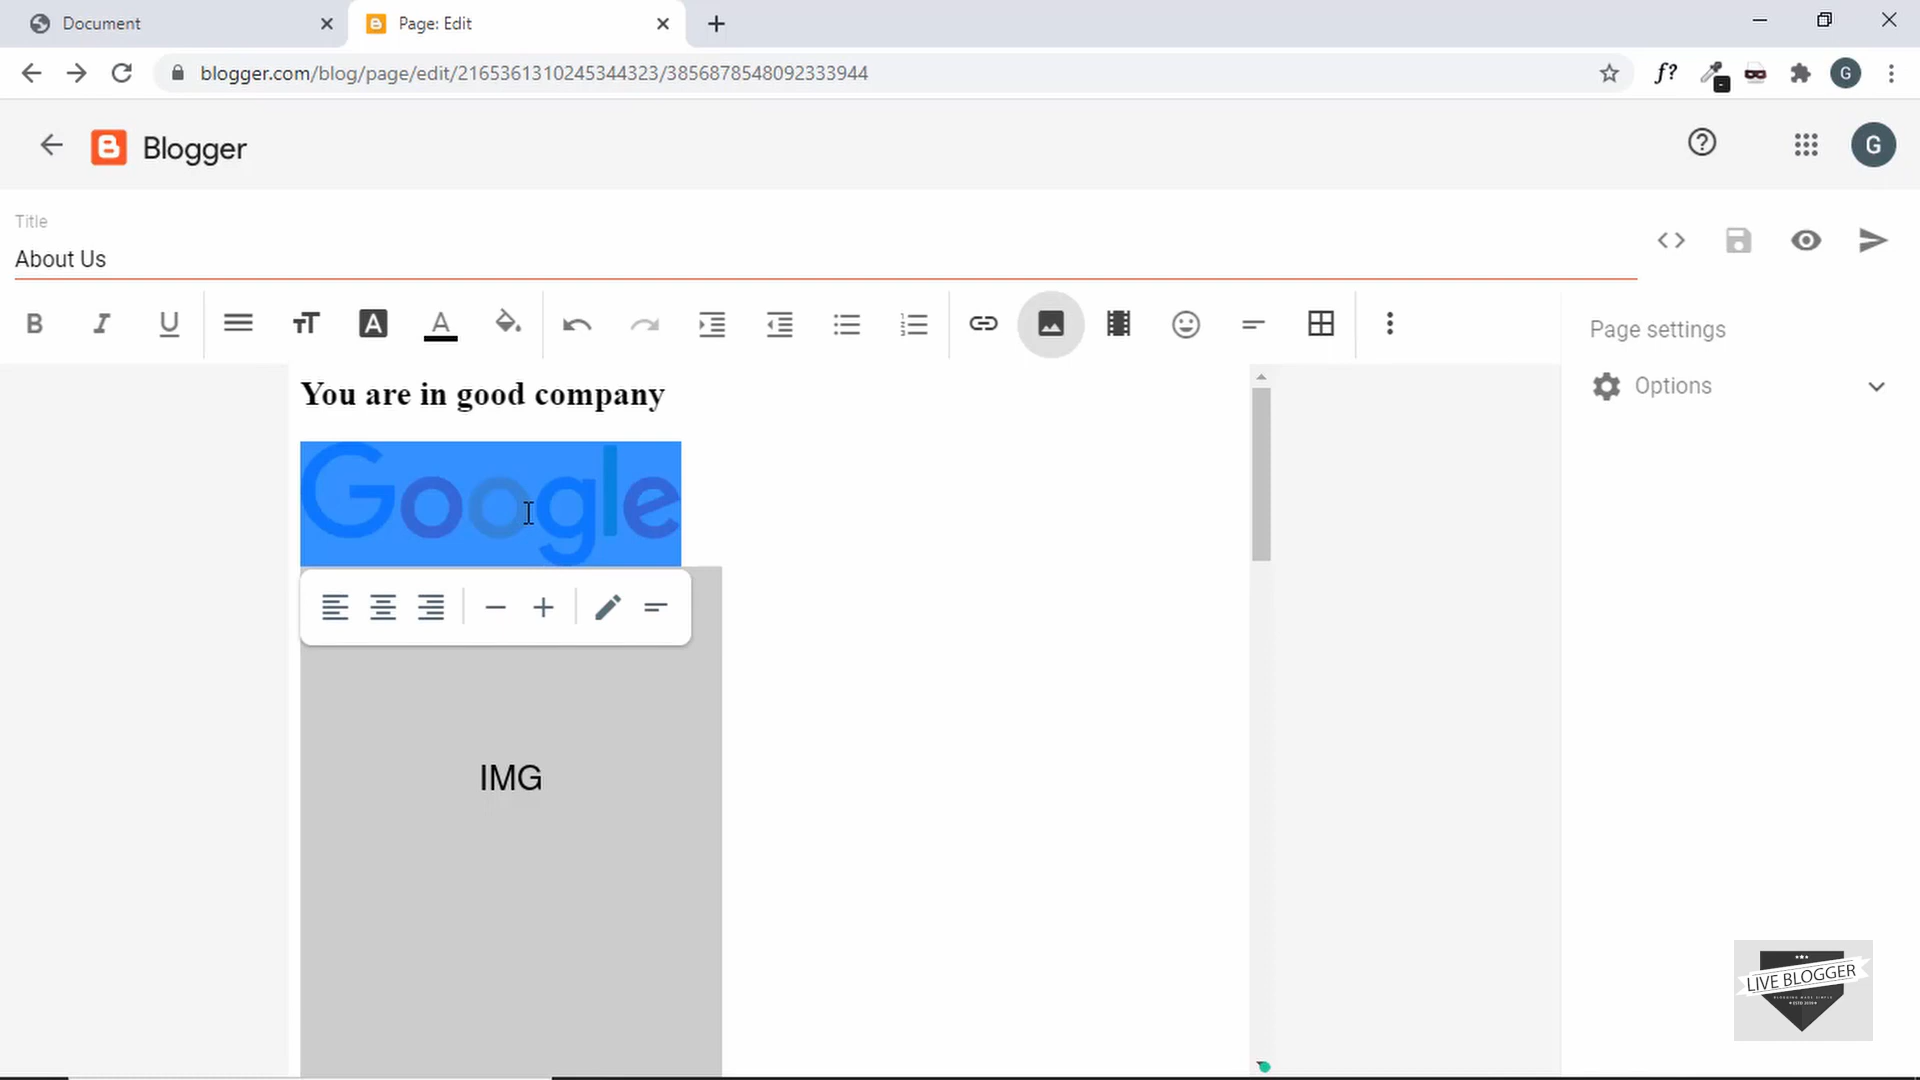 Document
Page: Edit
blogger.com/blog/page/edit/2165361310245344323/3856878548092333944
f?
G
Blogger
G
Title
About Us
B I U
A A
Page settings
Options
You are in good company
Google
IMG
LIVE BLOGGER